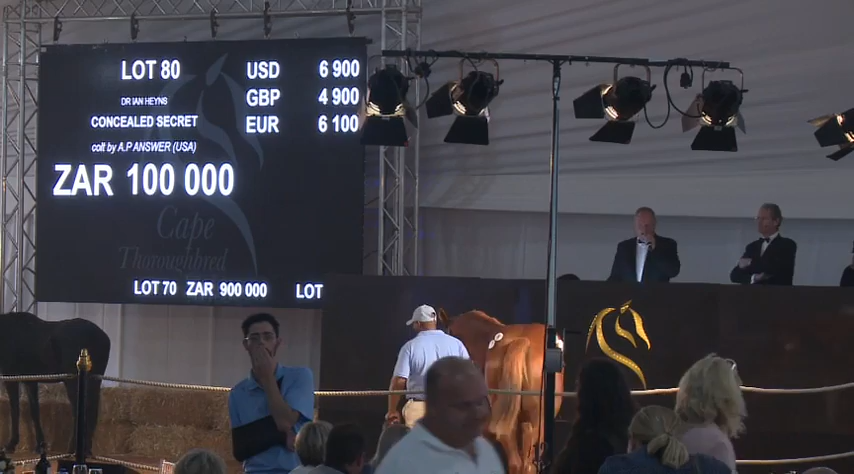 LOT 80
USD 6 900
DR IAN HEYNS
GBP 4 900
CONCEALED SECRET
EUR 6 100
colt by A.P ANSWER (USA)
ZAR 100 000
Cape
Thoroughbred
LOT 70 ZAR 900 000 LOT